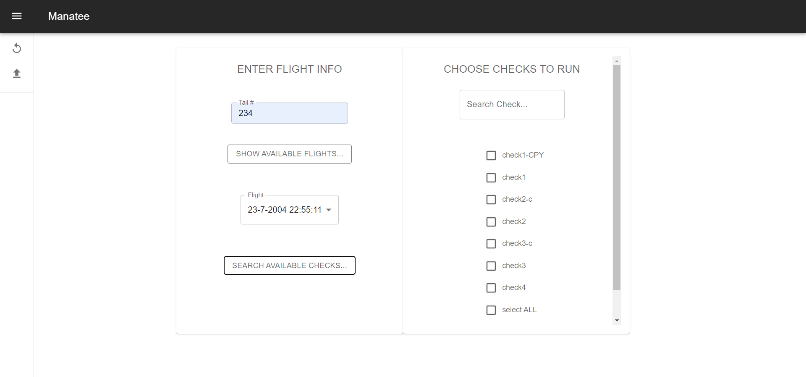 Manatee
ENTER FLIGHT INFO
Tail #
234
SHOW AVAILABLE FLIGHTS...
Flight
23-7-2004 22:55:11
SEARCH AVAILABLE CHECKS...
CHOOSE CHECKS TO RUN
Search Check...
check1-CPY
check1
check2-c
check2
check3-c
check3
check4
select ALL